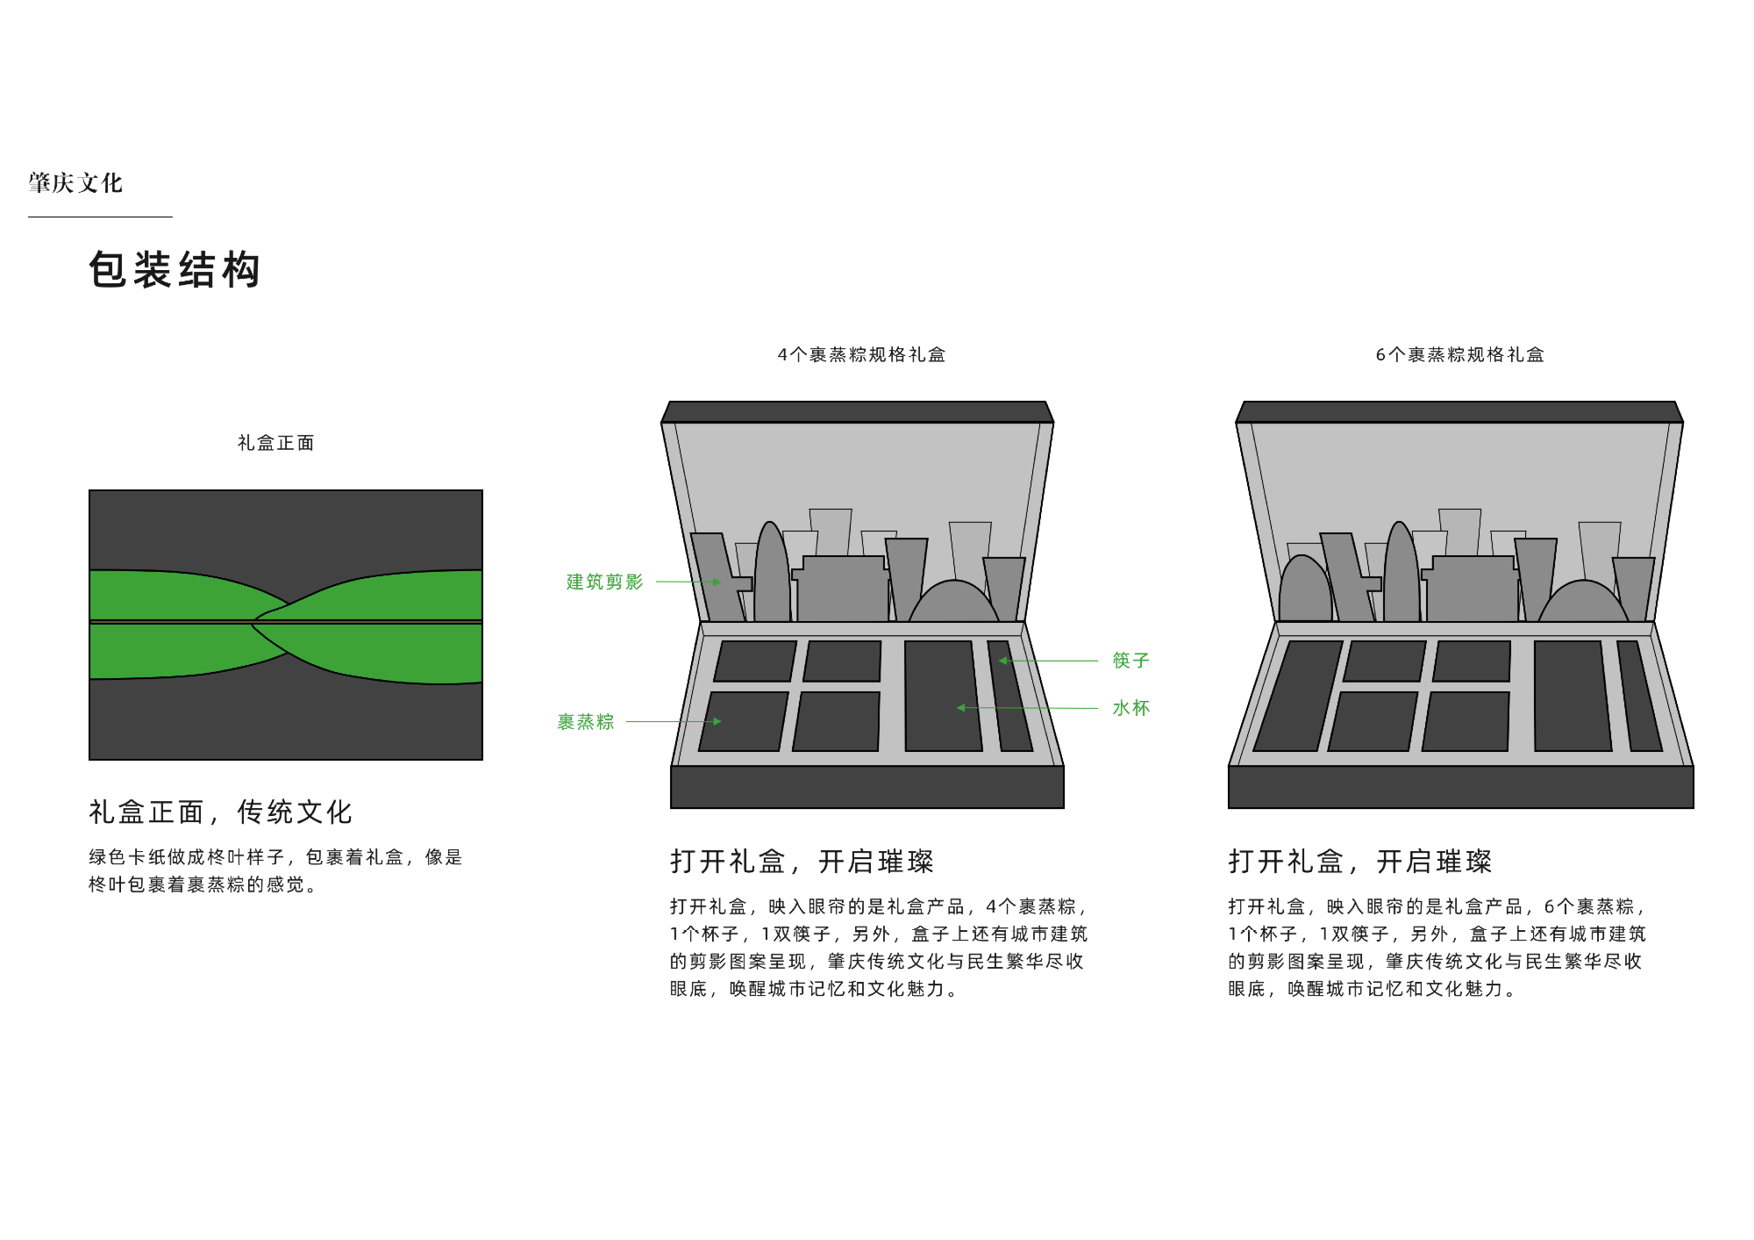 肇庆文化
包装结构
礼盒正面
礼盒正面，传统文化
绿色卡纸做成柊叶样子，包裹着礼盒，像是
柊叶包裹着裹蒸粽的感觉。
4个裹蒸粽规格礼盒
建筑剪影
裹蒸粽
筷子
水杯
打开礼盒，开启璀璨
打开礼盒，映入眼帘的是礼盒产品，4个裹蒸粽，
1个杯子，1双筷子，另外，盒子上还有城市建筑
的剪影图案呈现，肇庆传统文化与民生繁华尽收
眼底，唤醒城市记忆和文化魅力。
6个裹蒸粽规格礼盒
打开礼盒，开启璀璨
打开礼盒，映入眼帘的是礼盒产品，6个裹蒸粽，
1个杯子，1双筷子，另外，盒子上还有城市建筑
的剪影图案呈现，肇庆传统文化与民生繁华尽收
眼底，唤醒城市记忆和文化魅力。